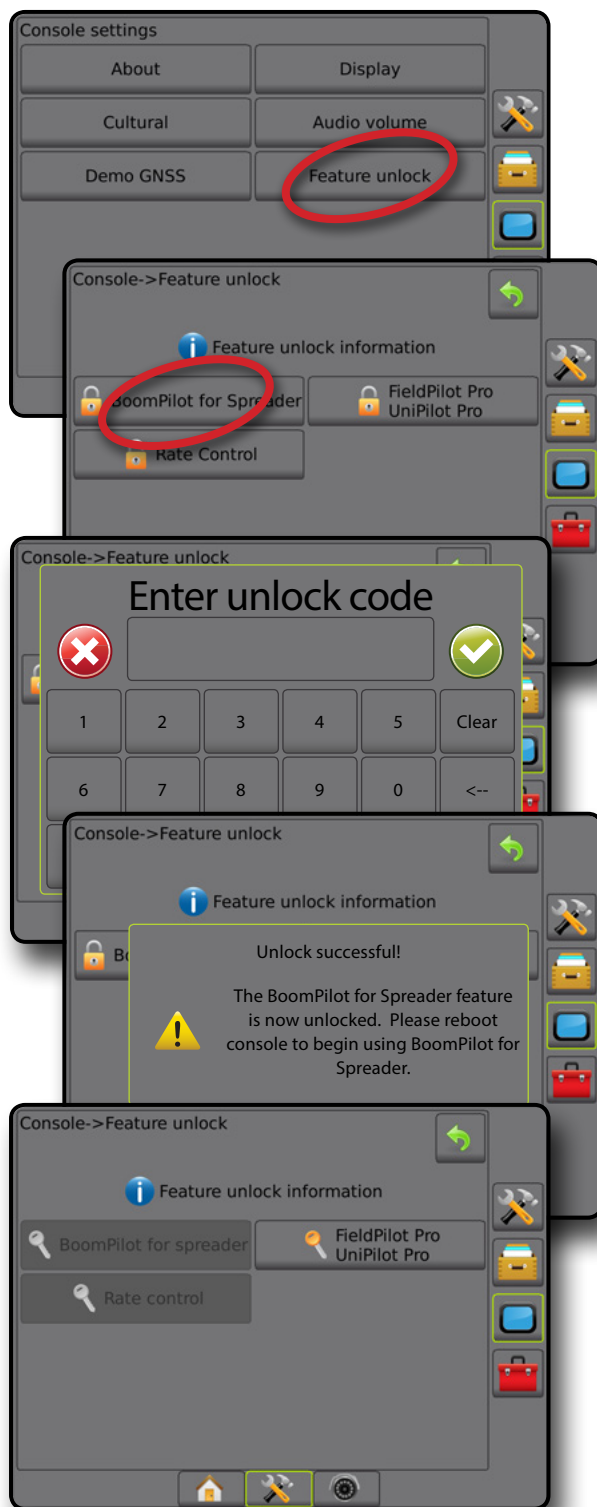 Console settings
About
Display
Cultural
Audio volume
Demo GNSS
Feature unlock
Console->Feature unlock
Feature unlock information
BoomPilot for Spreader
FieldPilot Pro
UniPilot Pro
Rate Control
Console->Feature unlock
Enter unlock code
1 2 3 4 5 Clear
6 7 8 9 0 <--
Console->Feature unlock
Feature unlock information
Unlock successful!
The BoomPilot for Spreader feature
is now unlocked. Please reboot
console to begin using BoomPilot for
Spreader.
Console->Feature unlock
Feature unlock information
BoomPilot for spreader
FieldPilot Pro
UniPilot Pro
Rate control